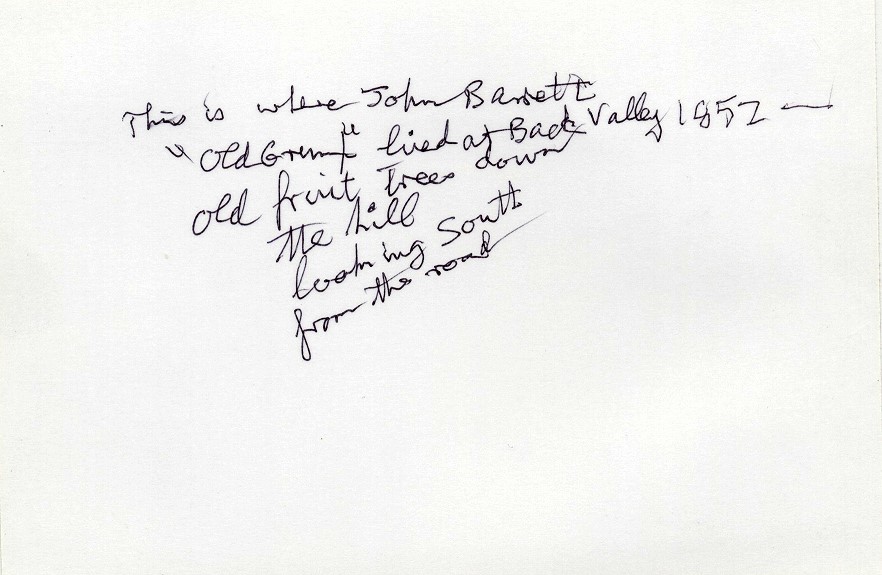 This is where John Barrett
"Old Grump" lived at Back Valley 1852 —
old fruit Trees down
the hill
looking South
from the road